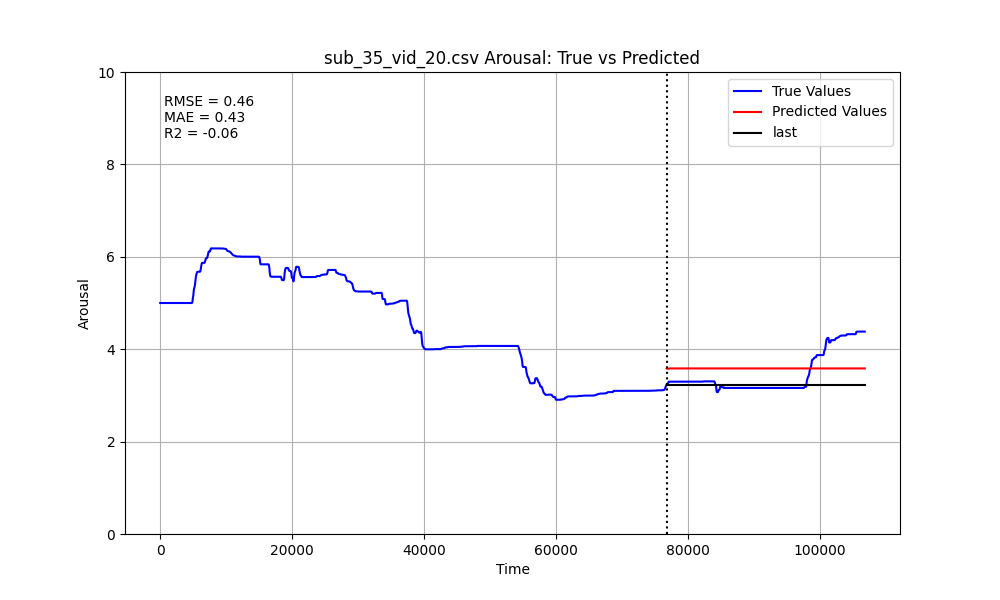 sub_35_vid_20.csv Arousal: True vs Predicted
RMSE = 0.46
MAE = 0.43
R2 = -0.06
True Values
Predicted Values
last
Arousal
10
8
6
4
2
0
0 20000 40000 60000 80000 100000
Time